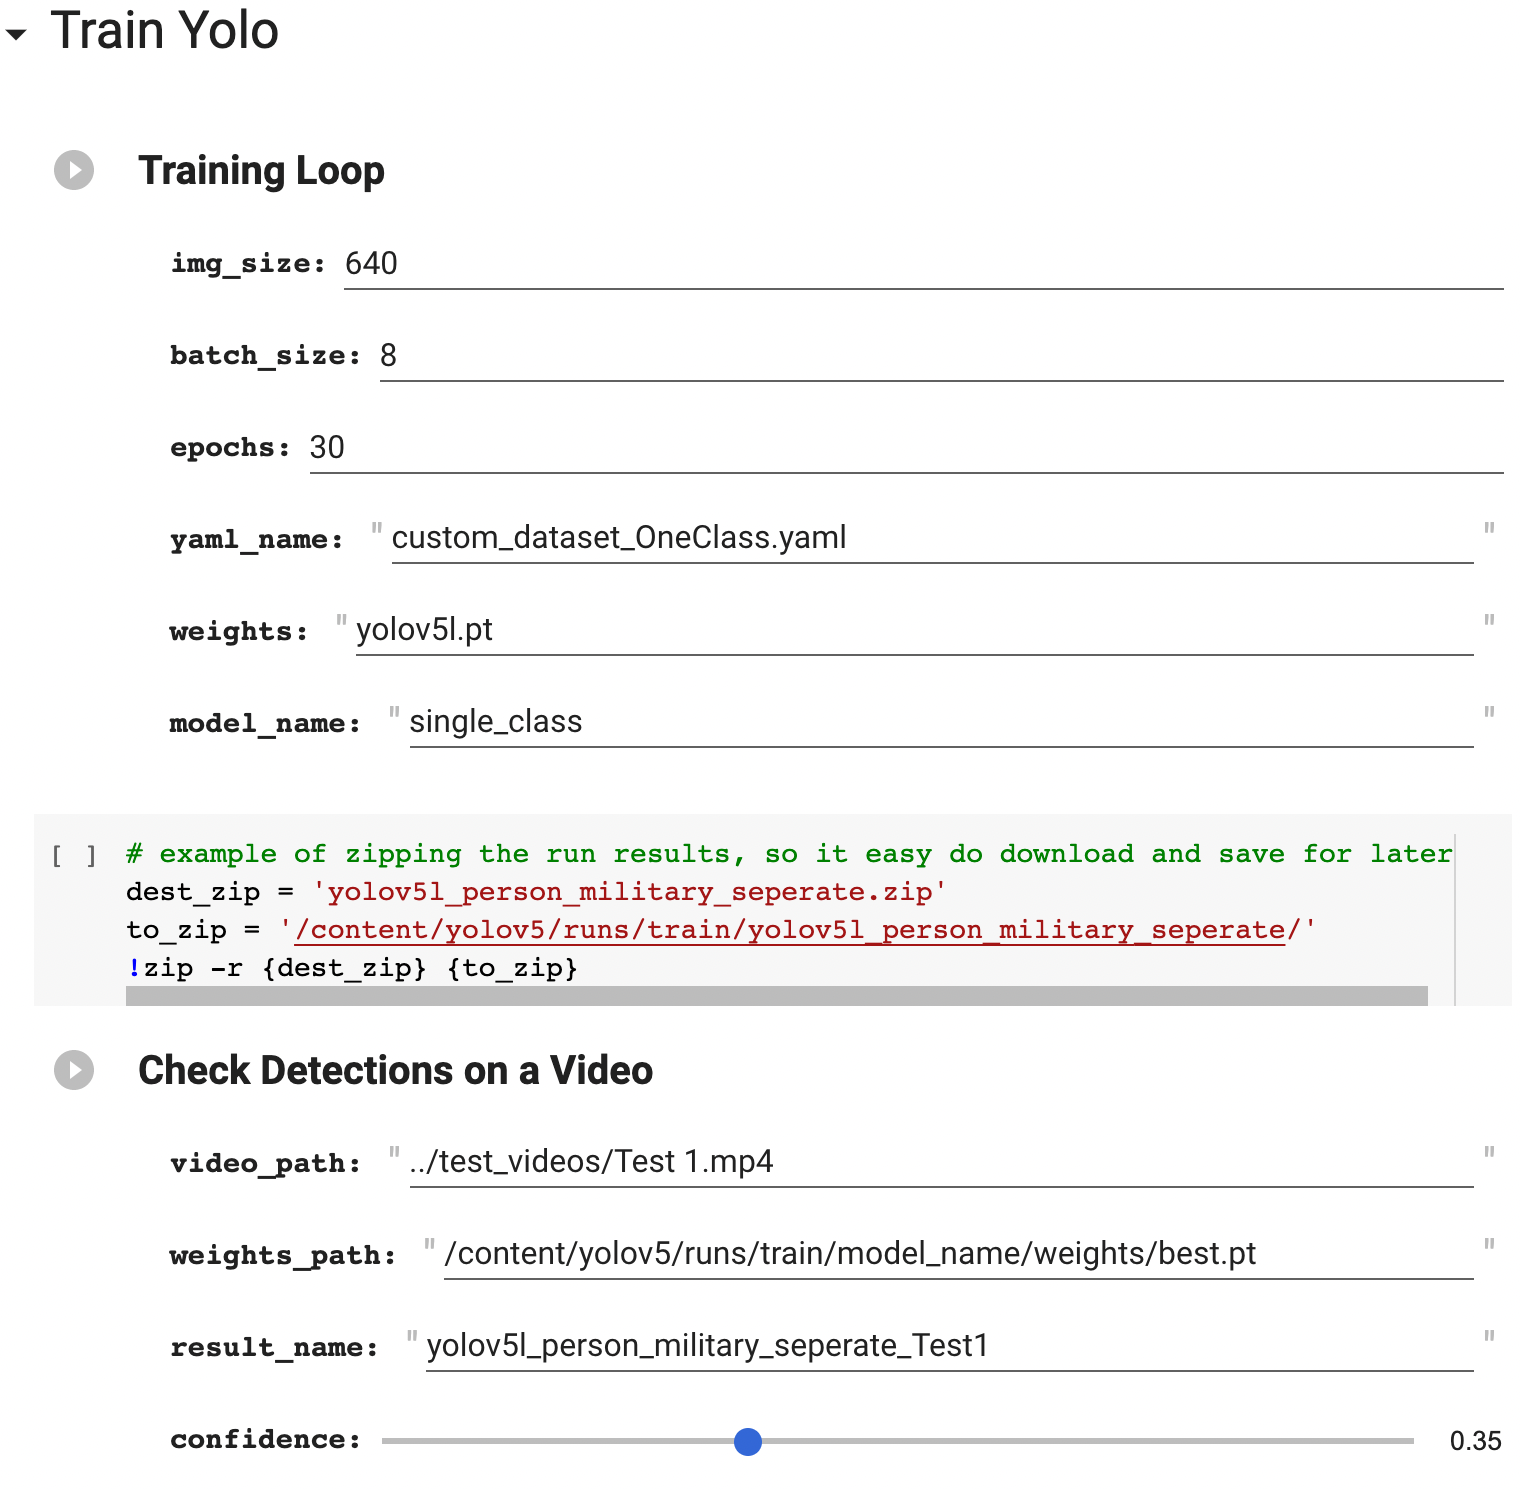 Train Yolo
Training Loop
img_size: 640
batch_size: 8
epochs: 30
yaml_name: " custom_dataset_OneClass.yaml "
weights: " yolov5l.pt "
model_name: " single_class "
[ ] # example of zipping the run results, so it easy do download and save for later
dest_zip = 'yolov5l_person_military_seperate.zip'
to_zip = '/content/yolov5/runs/train/yolov5l_person_military_seperate/'
!zip -r {dest_zip} {to_zip}
Check Detections on a Video
video_path: " ../test_videos/Test 1.mp4 "
weights_path: " /content/yolov5/runs/train/model_name/weights/best.pt "
result_name: " yolov5l_person_military_seperate_Test1 "
confidence: 0.35